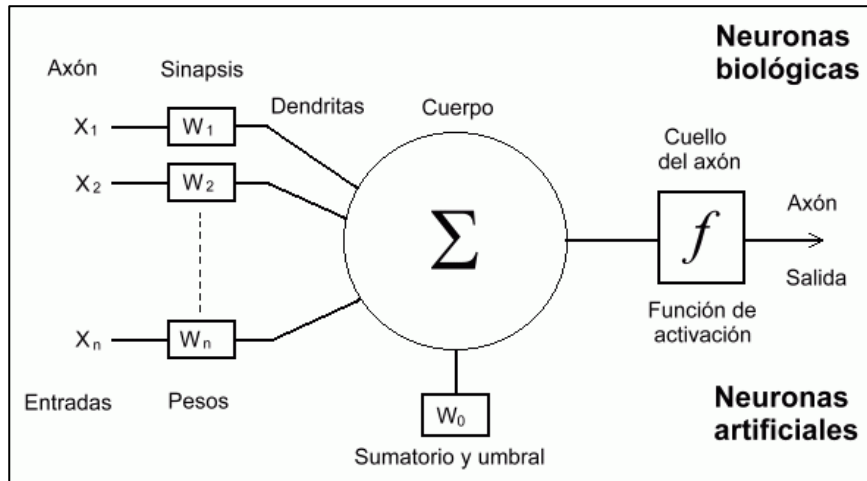 Neuronas
biológicas
Axón
Sinapsis
Dendritas
Cuerpo
Cuello
del axón
X1
W1
X2
W2
Σ
f
Axón
Salida
Función de
activación
Xn
Wn
Entradas
Pesos
W0
Sumatorio y umbral
Neuronas
artificiales